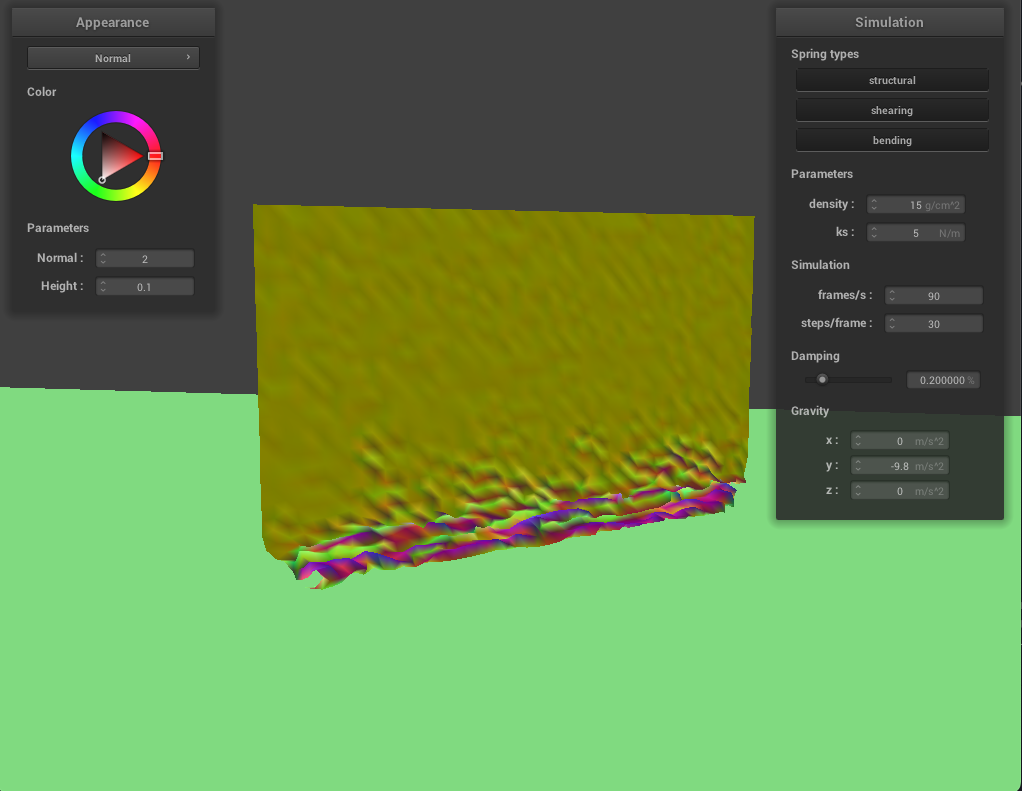 Appearance
Normal
Color
Parameters
Normal :
2
Height :
0.1
Simulation
Spring types
structural
shearing
bending
Parameters
density :
15 g/cm^2
ks :
5 N/m
Simulation
frames/s :
90
steps/frame :
30
Damping
0.200000 %
Gravity
x :
0 m/s^2
y :
-9.8 m/s^2
z :
0 m/s^2